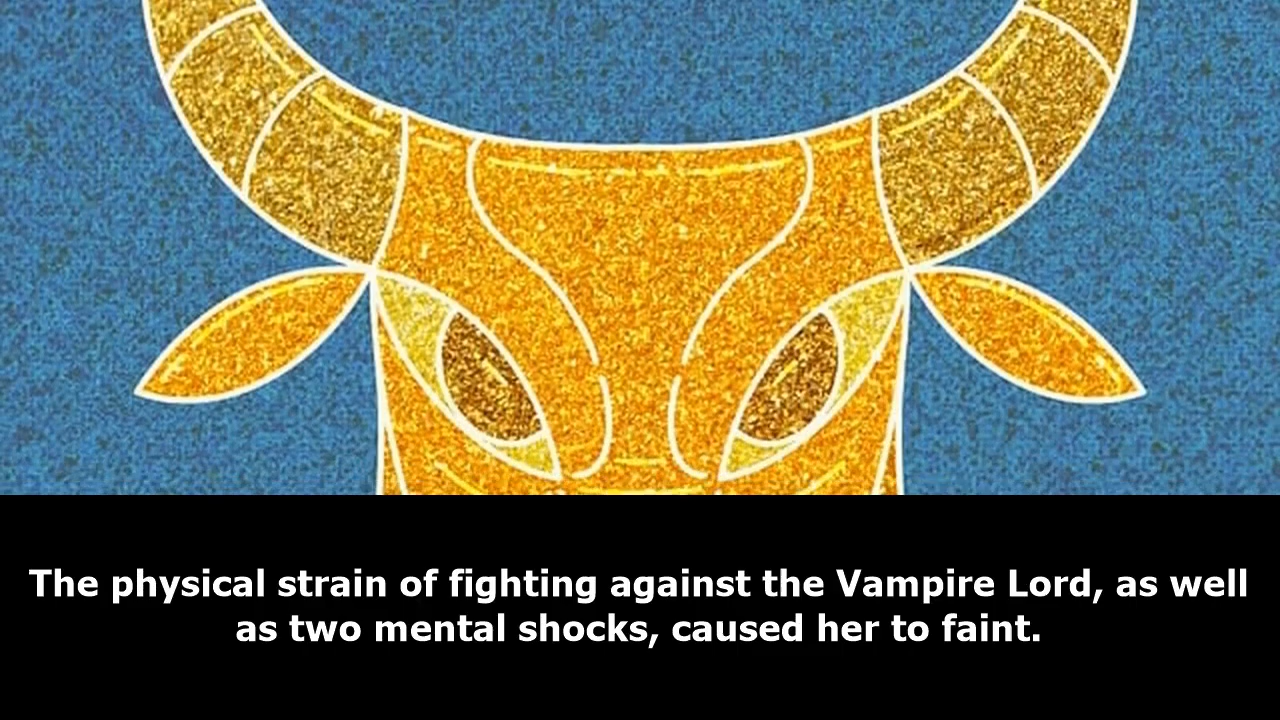 The physical strain of fighting against the Vampire Lord, as well
as two mental shocks, caused her to faint.